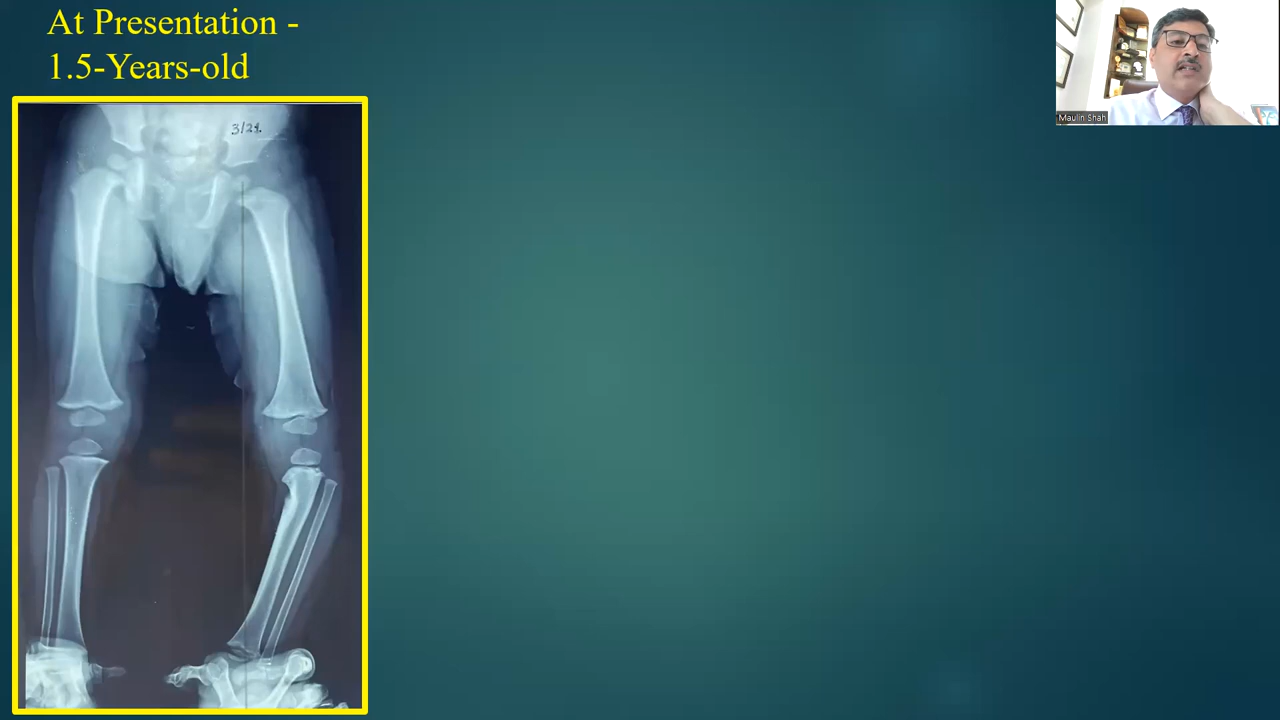 At Presentation -
1.5-Years-old
3/21.
Maulin Shah